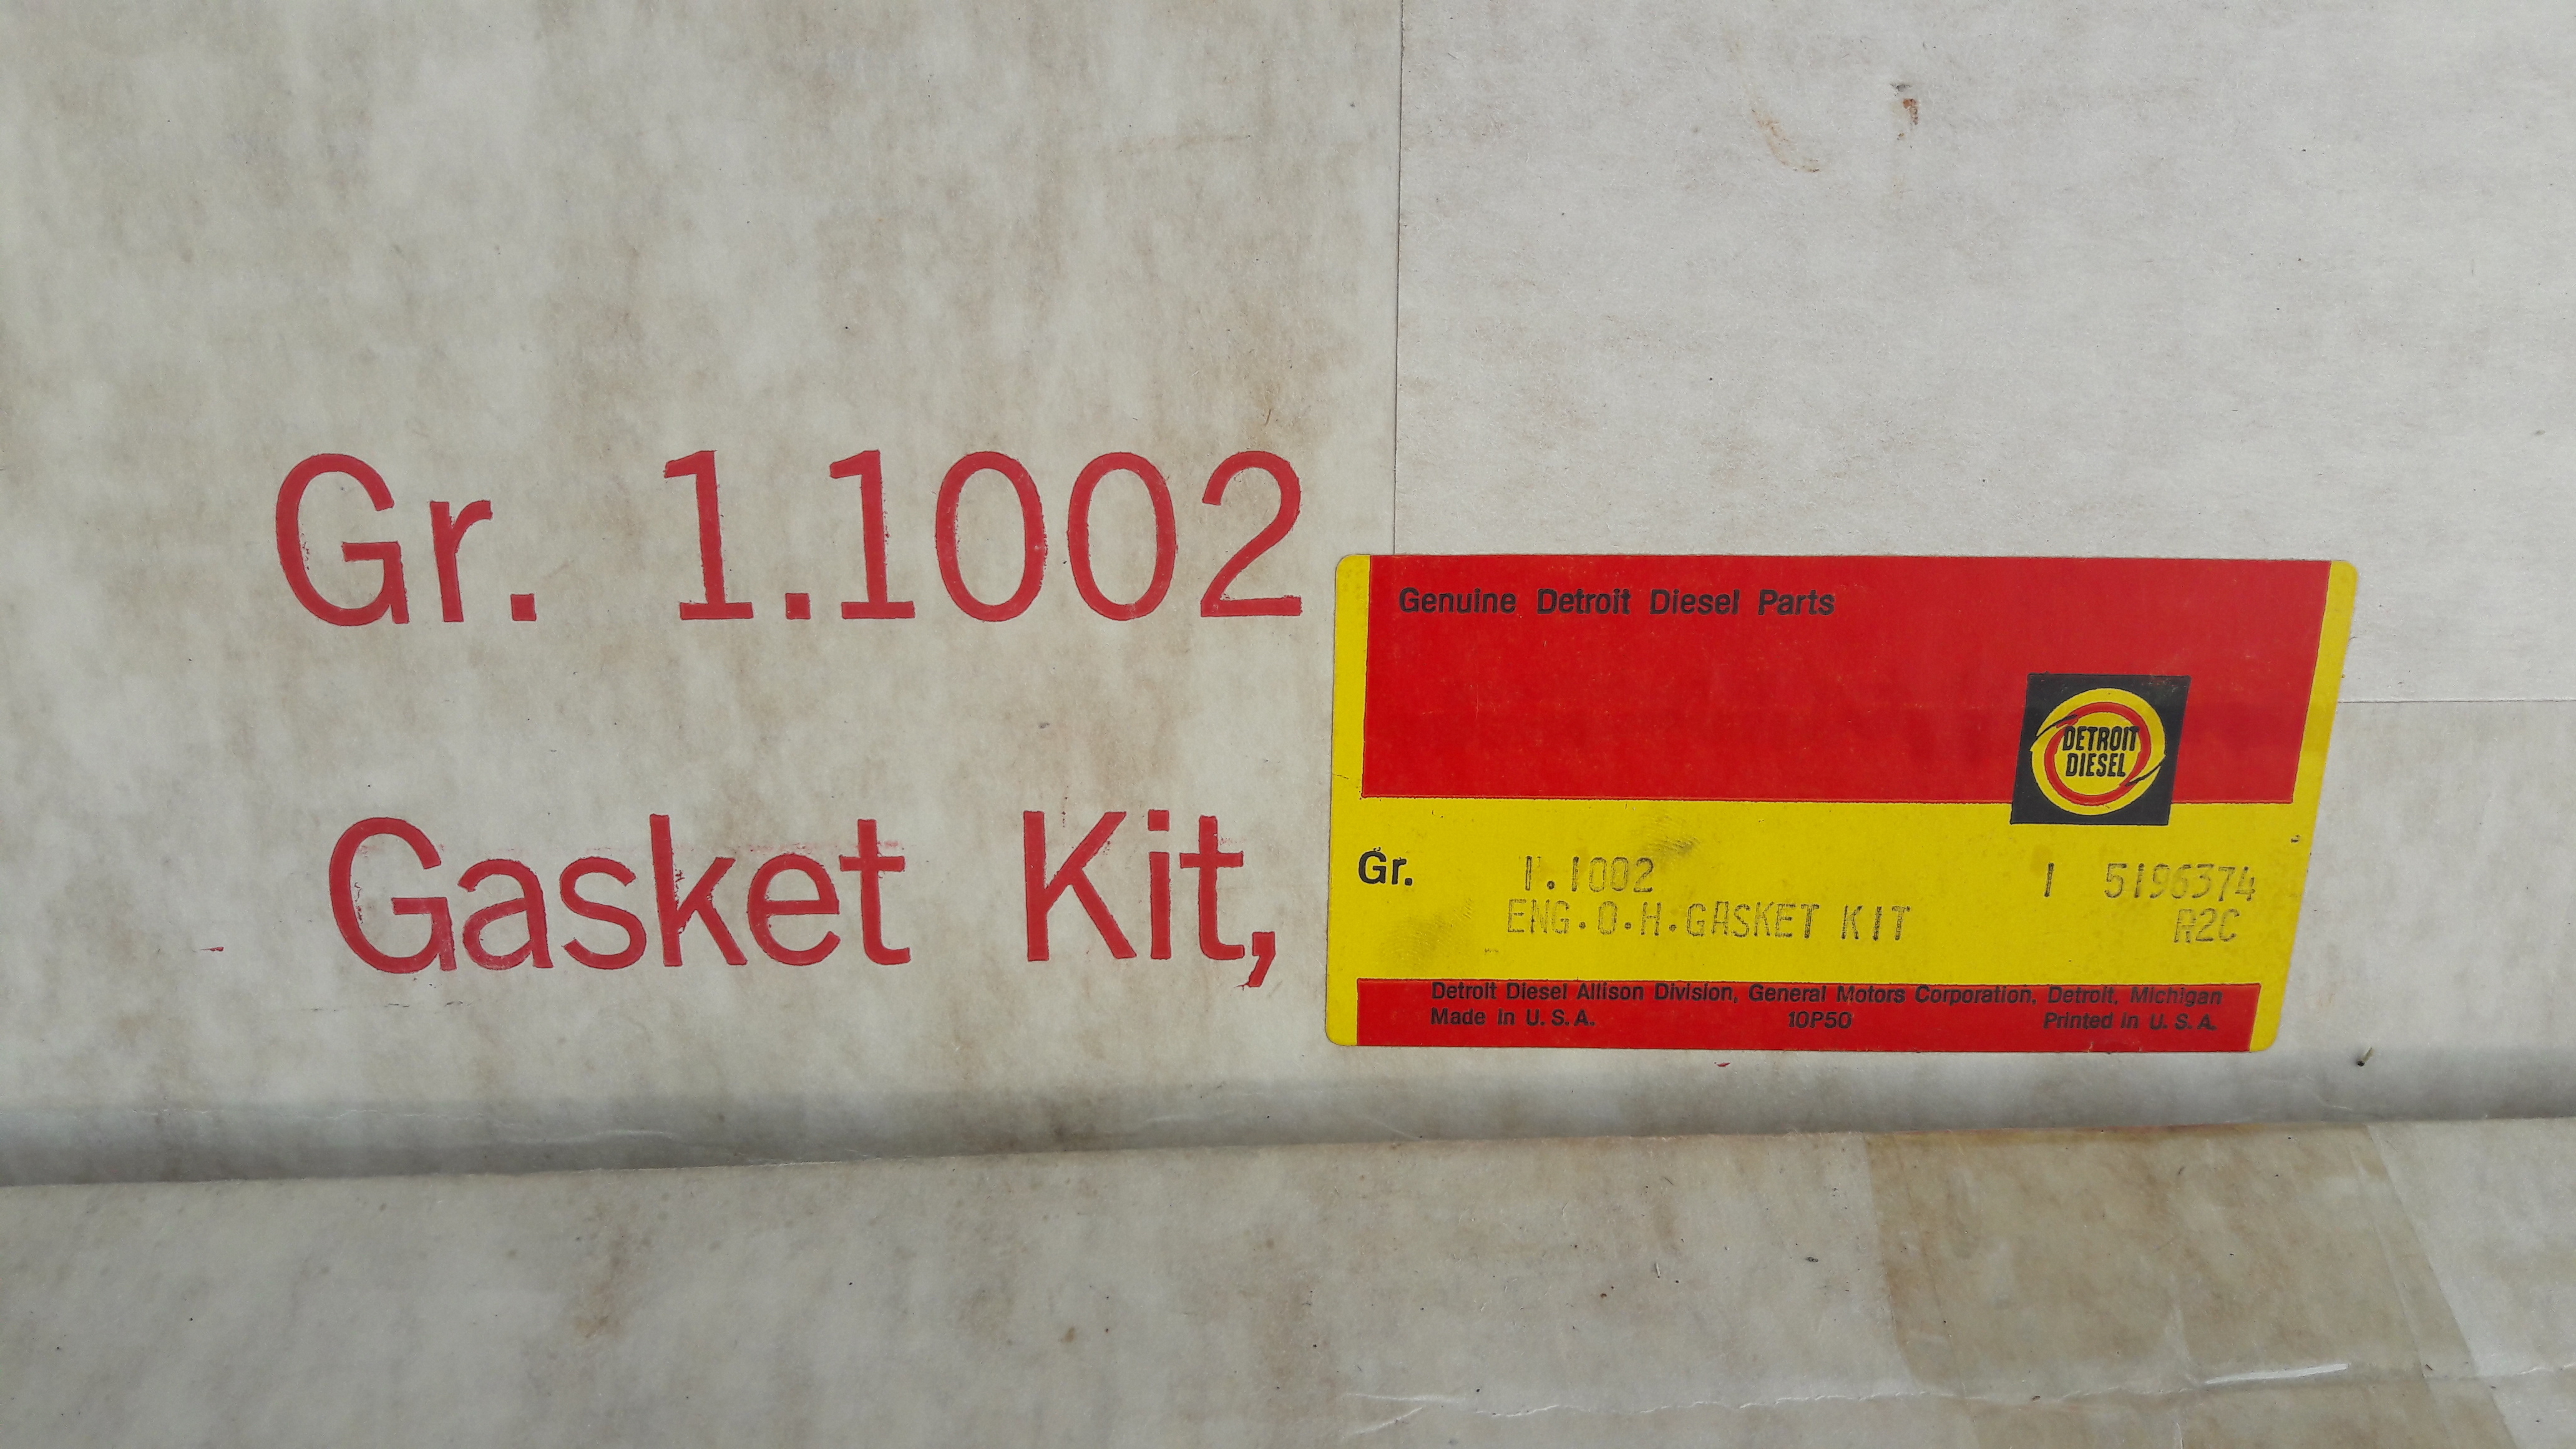 Gr. 1.1002
Gasket Kit,
Genuine Detroit Diesel Parts
DETROIT
DIESEL
Gr. 1.1002 1 5196374
ENG.O.H.GASKET KIT R2C
Detroit Diesel Allison Division, General Motors Corporation, Detroit, Michigan
Made in U.S.A. 10P50 Printed in U.S.A.